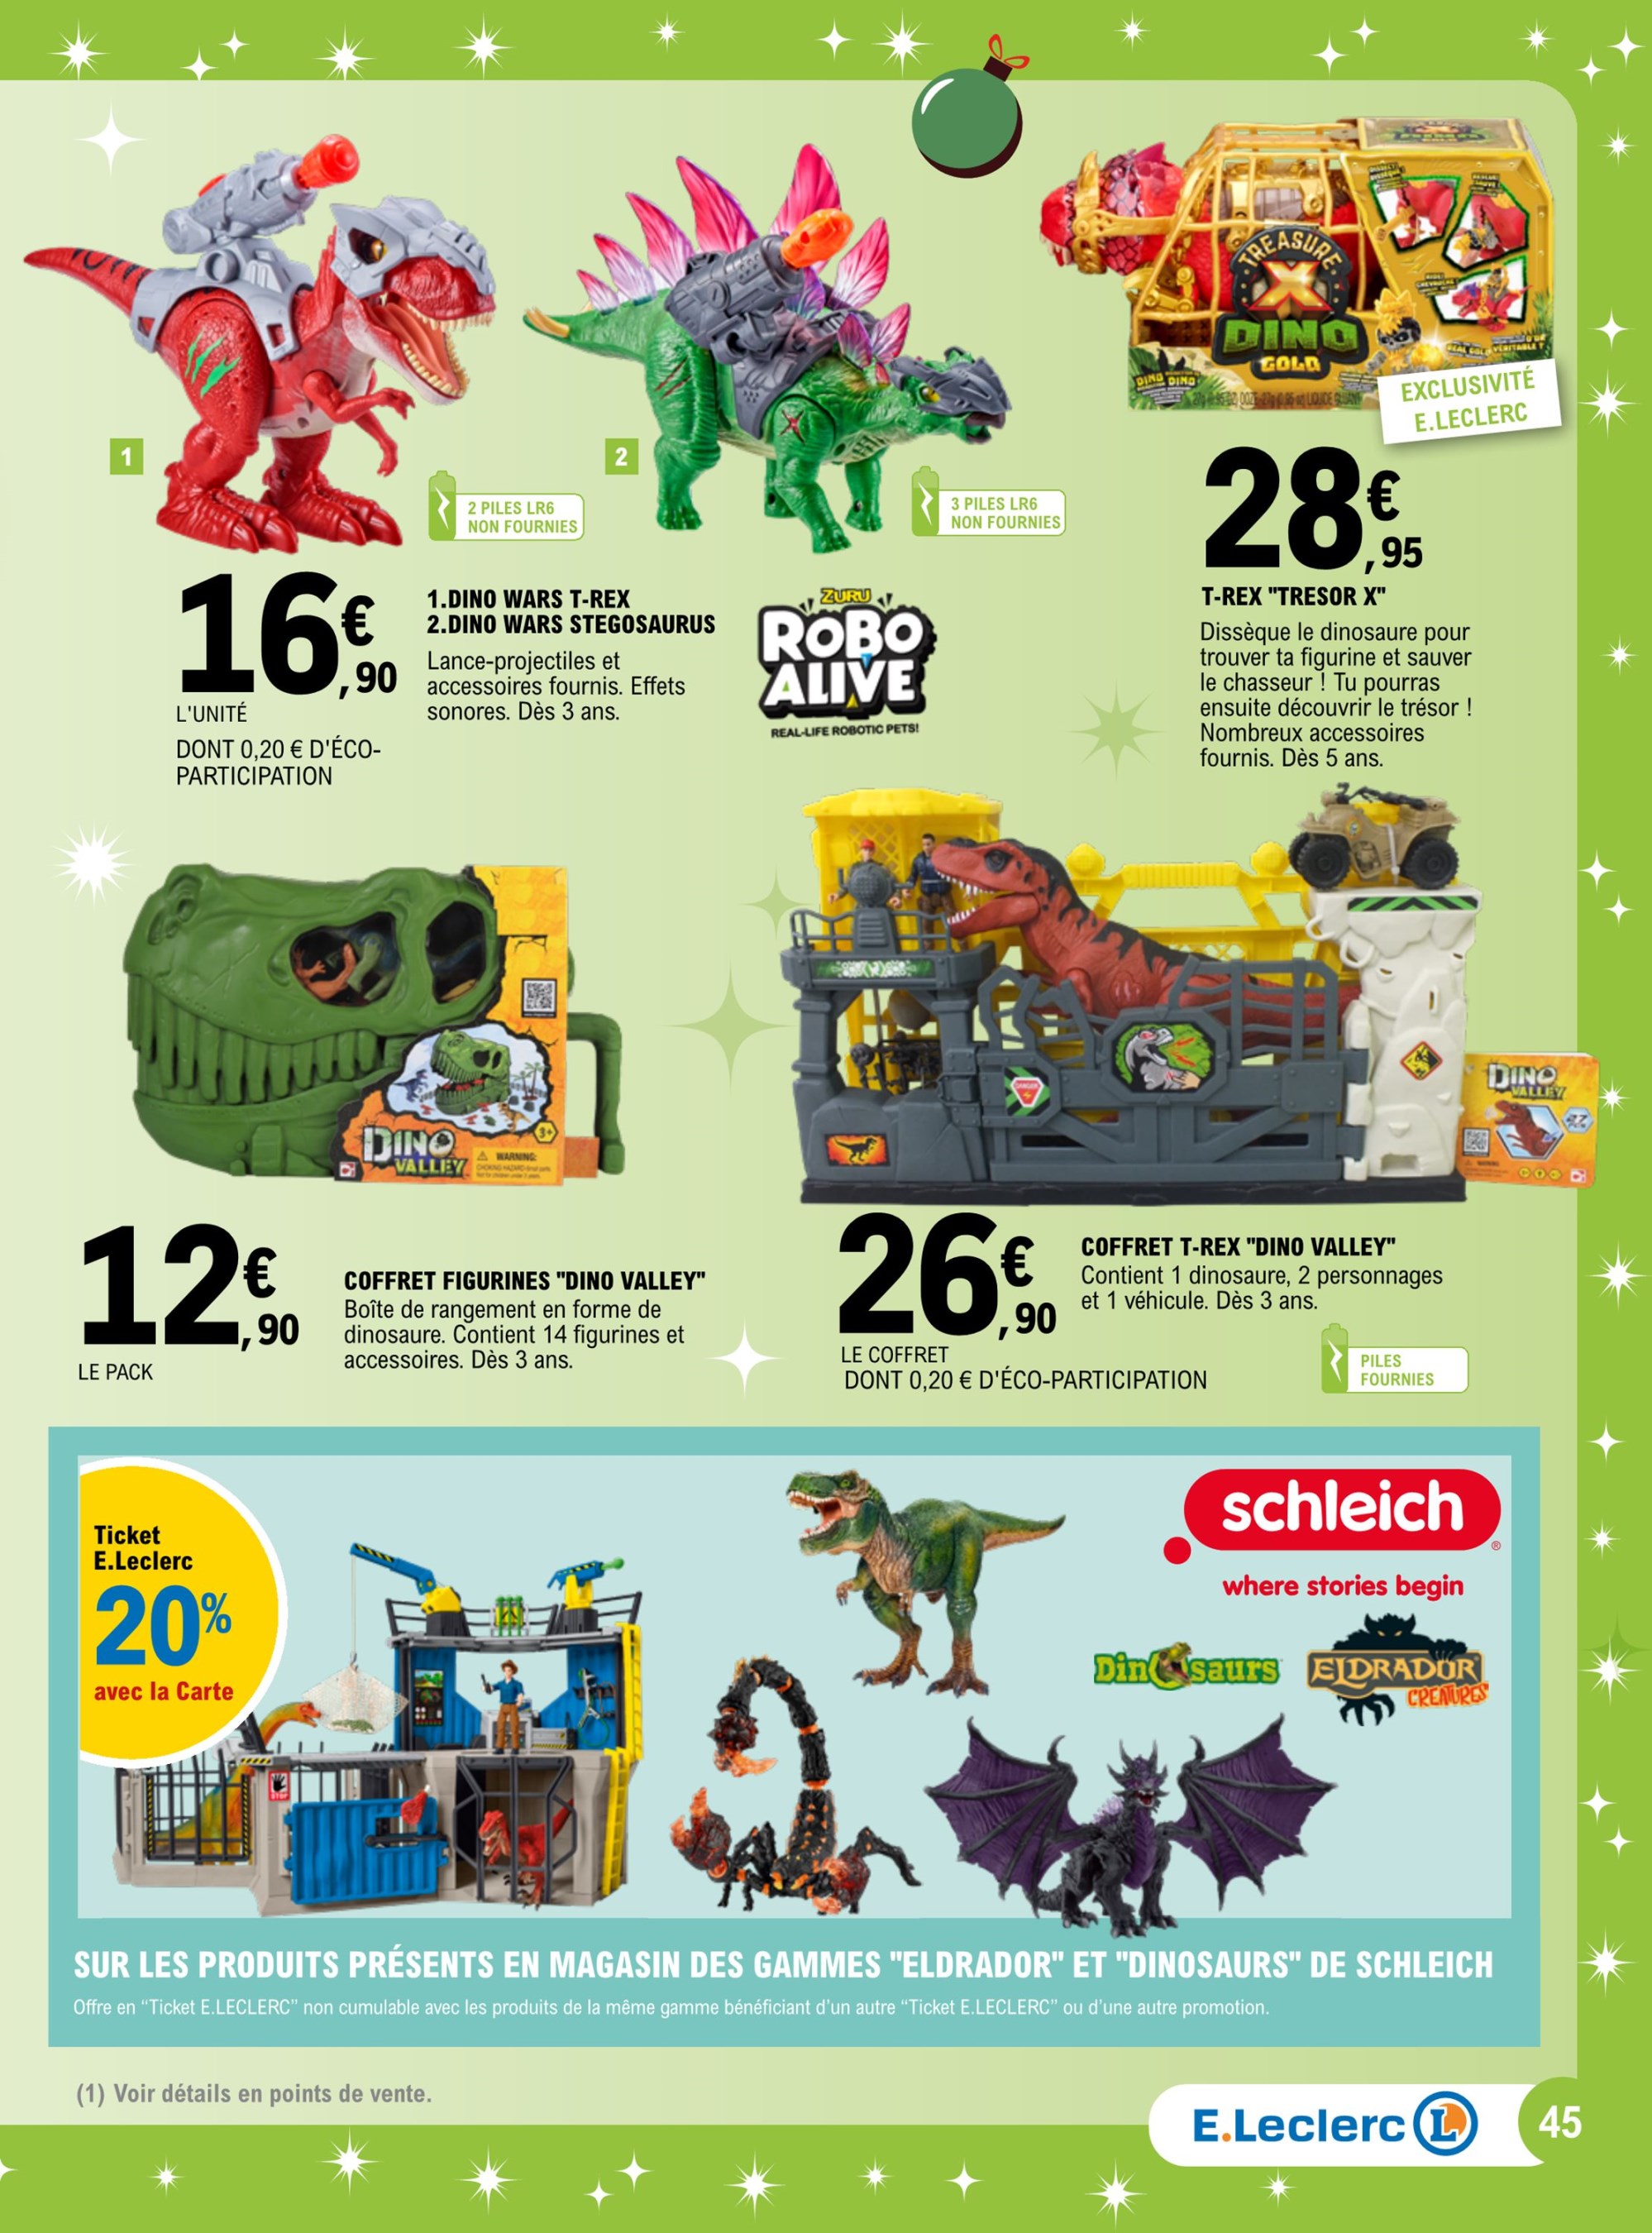 TREASURE
X
DINO
GOLD
EXCLUSIVITÉ
E.LECLERC
1
2
2 PILES LR6
NON FOURNIES
3 PILES LR6
NON FOURNIES
16€,90
L'UNITÉ
DONT 0,20 € D'ÉCO-
PARTICIPATION
1.DINO WARS T-REX
2.DINO WARS STEGOSAURUS
Lance-projectiles et
accessoires fournis. Effets
sonores. Dès 3 ans.
ZURU
ROBO
ALIVE
REAL-LIFE ROBOTIC PETS!
28€,95
T-REX "TRESOR X"
Dissèque le dinosaure pour
trouver ta figurine et sauver
le chasseur ! Tu pourras
ensuite découvrir le trésor !
Nombreux accessoires
fournis. Dès 5 ans.
DINO
VALLEY
3+
WARNING:
DANGER
DINO
VALLEY
12€,90
LE PACK
COFFRET FIGURINES "DINO VALLEY"
Boîte de rangement en forme de
dinosaure. Contient 14 figurines et
accessoires. Dès 3 ans.
26€,90
LE COFFRET
DONT 0,20 € D'ÉCO-PARTICIPATION
COFFRET T-REX "DINO VALLEY"
Contient 1 dinosaure, 2 personnages
et 1 véhicule. Dès 3 ans.
PILES
FOURNIES
Ticket
E.Leclerc
20%
avec la Carte
STOP
schleich®
where stories begin
Dinosaurs
ELDRADOR
CREATURES
SUR LES PRODUITS PRÉSENTS EN MAGASIN DES GAMMES "ELDRADOR" ET "DINOSAURS" DE SCHLEICH
Offre en “Ticket E.LECLERC” non cumulable avec les produits de la même gamme bénéficiant d’un autre “Ticket E.LECLERC” ou d’une autre promotion.
(1) Voir détails en points de vente.
E.Leclerc L
45